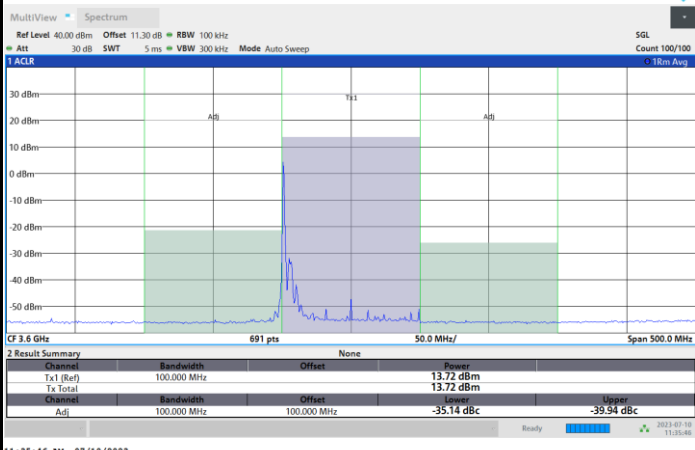 MultiView Spectrum
Ref Level 40.00 dBm Offset 11.30 dB RBW 100 kHz SGL
Att 30 dB SWT 5 ms VBW 300 kHz Mode Auto Sweep Count 100/100
1 ACLR 1Rm Avg
30 dBm
Tx1
20 dBm
Adj Adj
10 dBm
0 dBm
-10 dBm
-20 dBm
-30 dBm
-40 dBm
-50 dBm
CF 3.6 GHz 691 pts 50.0 MHz/ Span 500.0 MHz
2 Result Summary None
Channel Bandwidth Offset Power
Tx1 (Ref) 100.000 MHz 13.72 dBm
Tx Total 13.72 dBm
Channel Bandwidth Offset Lower Upper
Adj 100.000 MHz 100.000 MHz -35.14 dBc -39.94 dBc
Ready 2023-07-10
11:35:46